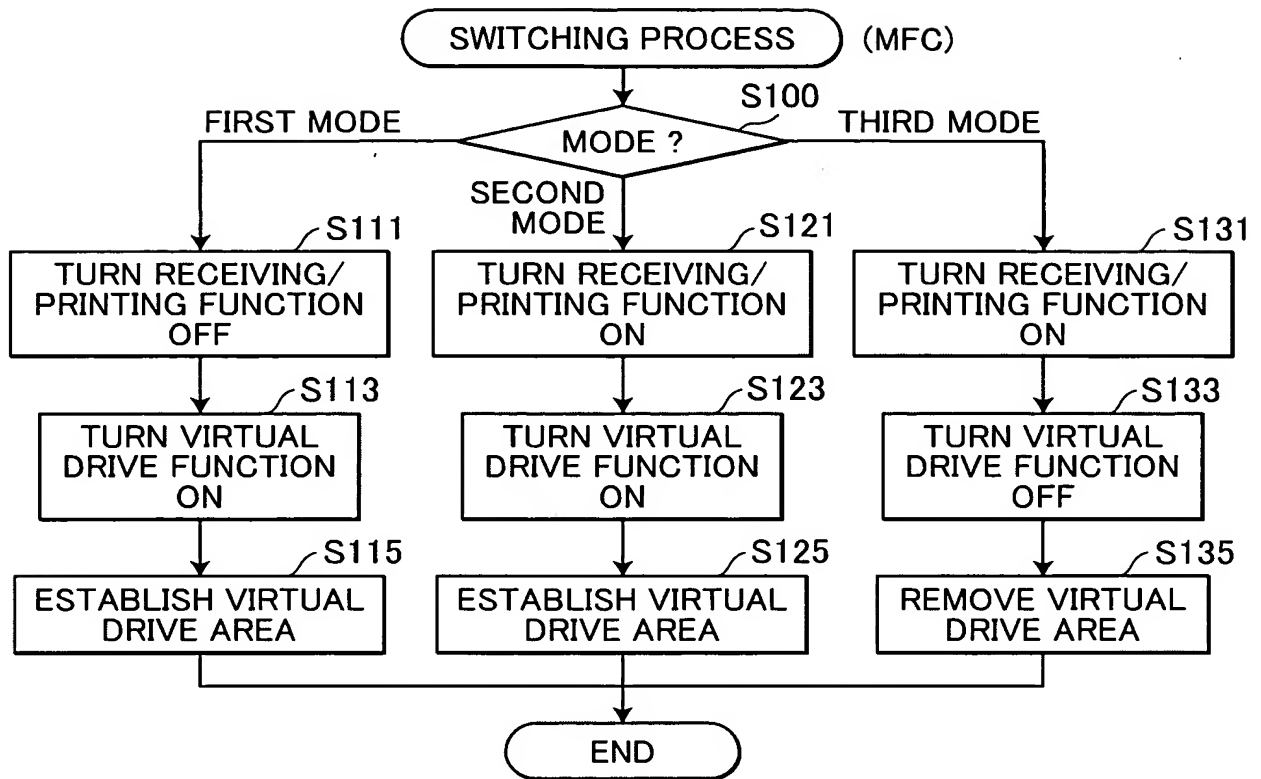 SWITCHING PROCESS (MFC)
S100
FIRST MODE
MODE ?
THIRD MODE
SECOND
MODE
S111
TURN RECEIVING/
PRINTING FUNCTION
OFF
S121
TURN RECEIVING/
PRINTING FUNCTION
ON
S131
TURN RECEIVING/
PRINTING FUNCTION
ON
S113
TURN VIRTUAL
DRIVE FUNCTION
ON
S123
TURN VIRTUAL
DRIVE FUNCTION
ON
S133
TURN VIRTUAL
DRIVE FUNCTION
OFF
S115
ESTABLISH VIRTUAL
DRIVE AREA
S125
ESTABLISH VIRTUAL
DRIVE AREA
S135
REMOVE VIRTUAL
DRIVE AREA
END